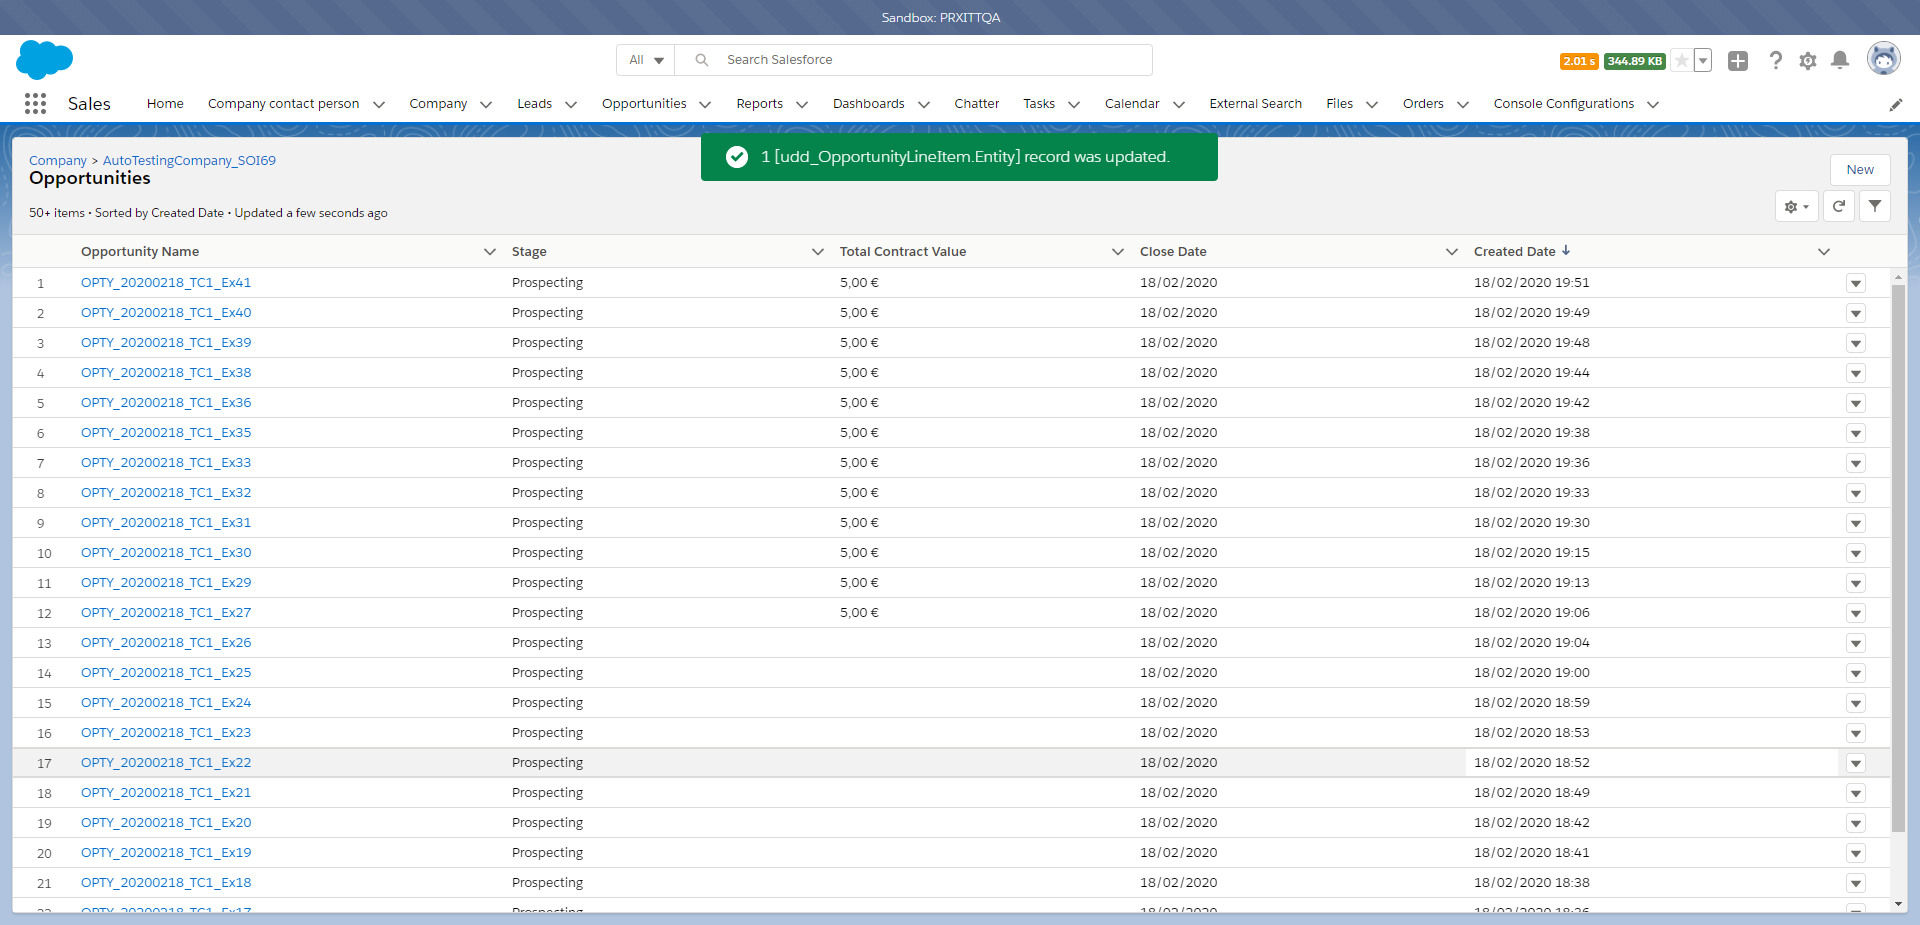 Sandbox: PRXITTQA
All Search Salesforce 2.01 s 344.89 KB
Sales Home Company contact person Company Leads Opportunities Reports Dashboards Chatter Tasks Calendar External Search Files Orders Console Configurations
1 [udd_OpportunityLineItem.Entity] record was updated.
Company > AutoTestingCompany_SOI69
Opportunities
New
50+ items • Sorted by Created Date • Updated a few seconds ago
Opportunity Name Stage Total Contract Value Close Date Created Date ↓
1 OPTY_20200218_TC1_Ex41 Prospecting 5,00 € 18/02/2020 18/02/2020 19:51
2 OPTY_20200218_TC1_Ex40 Prospecting 5,00 € 18/02/2020 18/02/2020 19:49
3 OPTY_20200218_TC1_Ex39 Prospecting 5,00 € 18/02/2020 18/02/2020 19:48
4 OPTY_20200218_TC1_Ex38 Prospecting 5,00 € 18/02/2020 18/02/2020 19:44
5 OPTY_20200218_TC1_Ex36 Prospecting 5,00 € 18/02/2020 18/02/2020 19:42
6 OPTY_20200218_TC1_Ex35 Prospecting 5,00 € 18/02/2020 18/02/2020 19:38
7 OPTY_20200218_TC1_Ex33 Prospecting 5,00 € 18/02/2020 18/02/2020 19:36
8 OPTY_20200218_TC1_Ex32 Prospecting 5,00 € 18/02/2020 18/02/2020 19:33
9 OPTY_20200218_TC1_Ex31 Prospecting 5,00 € 18/02/2020 18/02/2020 19:30
10 OPTY_20200218_TC1_Ex30 Prospecting 5,00 € 18/02/2020 18/02/2020 19:15
11 OPTY_20200218_TC1_Ex29 Prospecting 5,00 € 18/02/2020 18/02/2020 19:13
12 OPTY_20200218_TC1_Ex27 Prospecting 5,00 € 18/02/2020 18/02/2020 19:06
13 OPTY_20200218_TC1_Ex26 Prospecting 18/02/2020 18/02/2020 19:04
14 OPTY_20200218_TC1_Ex25 Prospecting 18/02/2020 18/02/2020 19:00
15 OPTY_20200218_TC1_Ex24 Prospecting 18/02/2020 18/02/2020 18:59
16 OPTY_20200218_TC1_Ex23 Prospecting 18/02/2020 18/02/2020 18:53
17 OPTY_20200218_TC1_Ex22 Prospecting 18/02/2020 18/02/2020 18:52
18 OPTY_20200218_TC1_Ex21 Prospecting 18/02/2020 18/02/2020 18:49
19 OPTY_20200218_TC1_Ex20 Prospecting 18/02/2020 18/02/2020 18:42
20 OPTY_20200218_TC1_Ex19 Prospecting 18/02/2020 18/02/2020 18:41
21 OPTY_20200218_TC1_Ex18 Prospecting 18/02/2020 18/02/2020 18:38